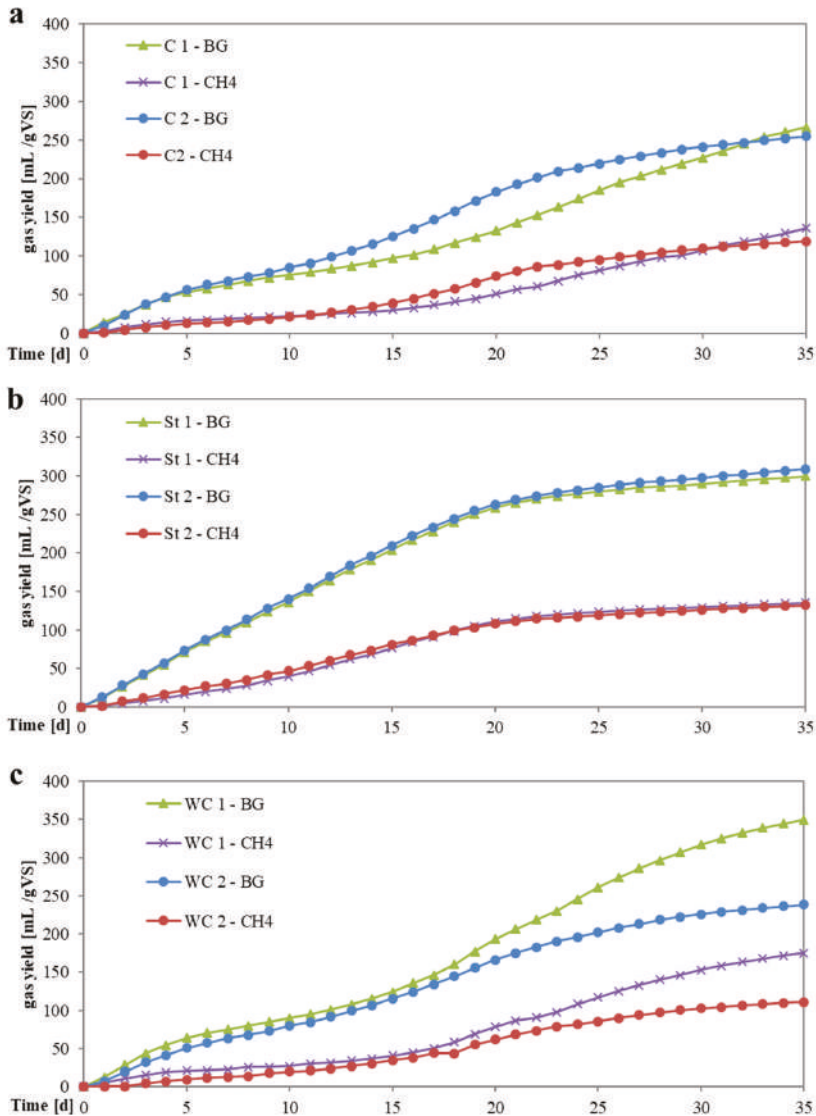 a
400
350
300
250
200
150
100
50
0
gas yield [mL /gVS]
C 1 - BG
C 1 - CH4
C 2 - BG
C2 - CH4
Time [d] 0 5 10 15 20 25 30 35
b
400
350
300
250
200
150
100
50
0
gas yield [mL /gVS]
St 1 - BG
St 1 - CH4
St 2 - BG
St 2 - CH4
Time [d] 0 5 10 15 20 25 30 35
c
400
350
300
250
200
150
100
50
0
gas yield [mL /gVS]
WC 1 - BG
WC 1 - CH4
WC 2 - BG
WC 2 - CH4
Time [d] 0 5 10 15 20 25 30 35